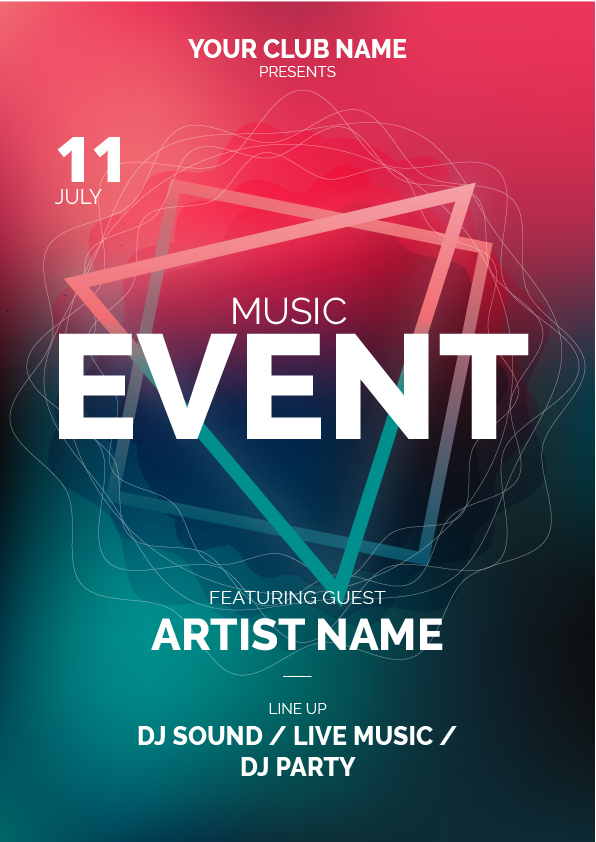 YOUR CLUB NAME
PRESENTS
11
JULY
MUSIC
EVENT
FEATURING GUEST
ARTIST NAME
LINE UP
DJ SOUND / LIVE MUSIC /
DJ PARTY